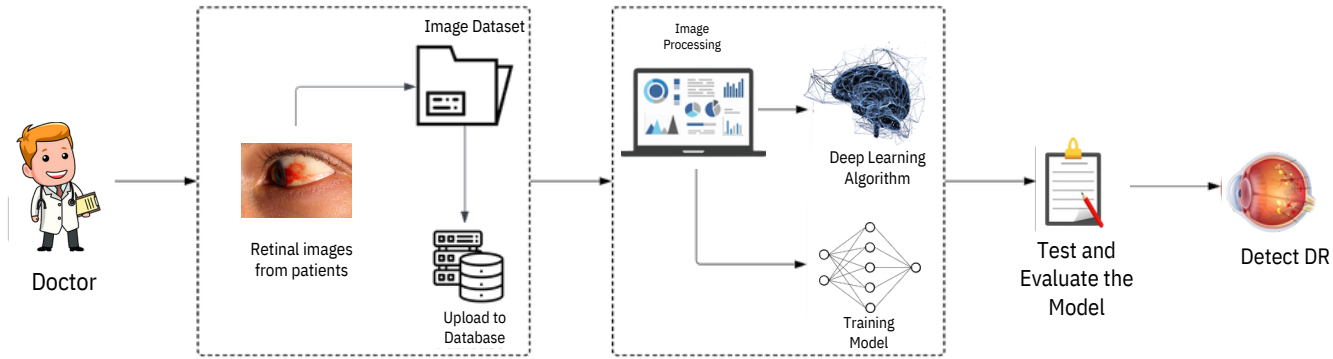 Doctor
Image Dataset
Retinal images
from patients
Upload to
Database
Image
Processing
Deep Learning
Algorithm
Training
Model
Test and
Evaluate the
Model
Detect DR